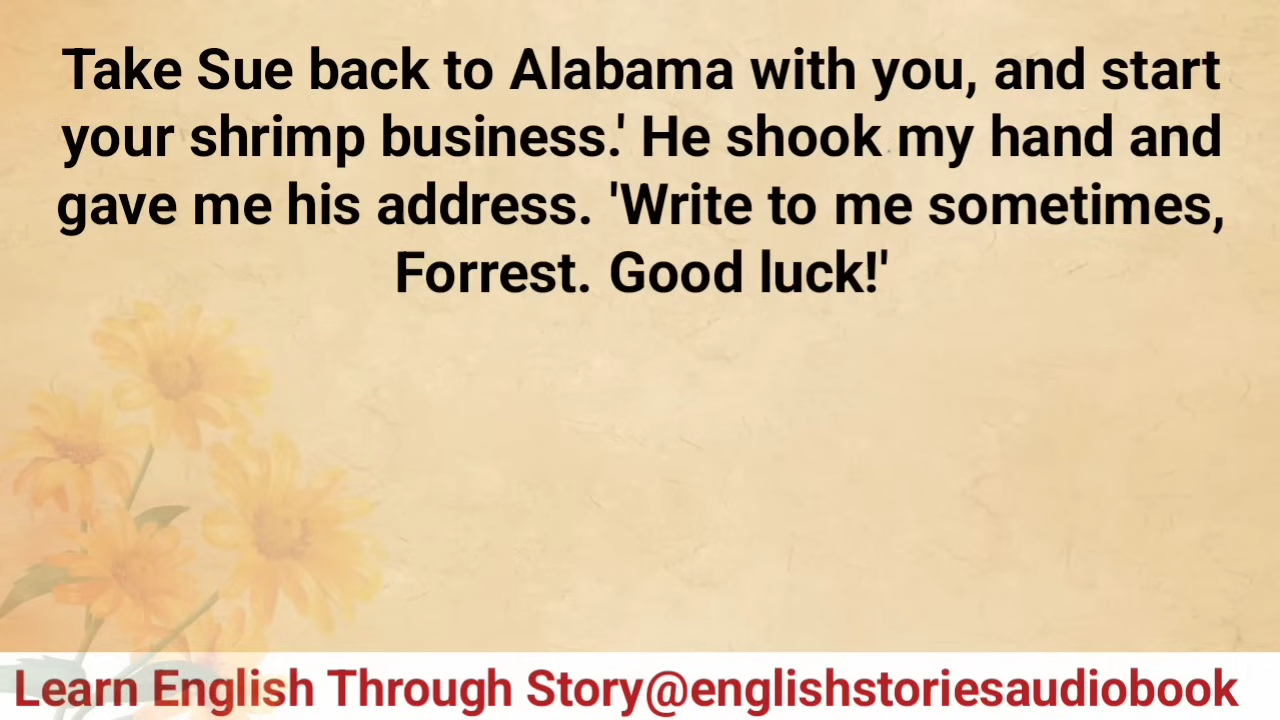 Take Sue back to Alabama with you, and start
your shrimp business.' He shook my hand and
gave me his address. 'Write to me sometimes,
Forrest. Good luck!'
Learn English Through Story@englishstoriesaudiobook